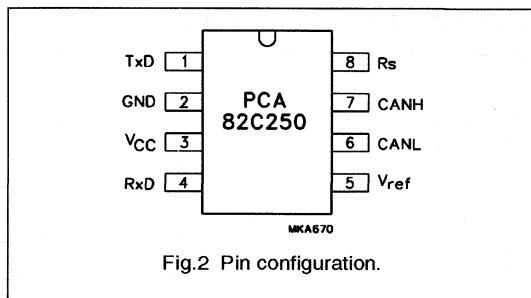 TxD 1 8 Rs
GND 2 PCA 7 CANH
82C250
VCC 3 6 CANL
RxD 4 5 Vref
MKA670
Fig.2 Pin configuration.